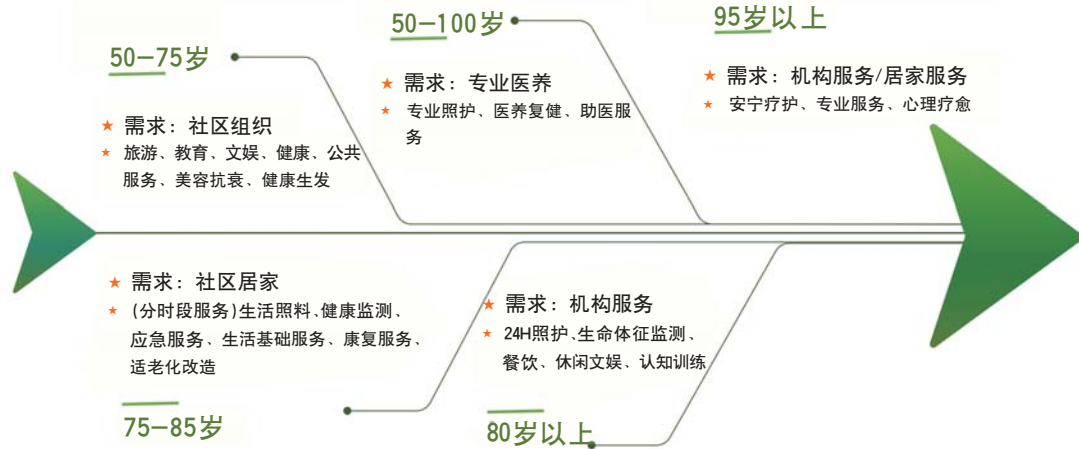 50—75岁
★ 需求：社区组织
★ 旅游、教育、文娱、健康、公共
服务、美容抗衰、健康生发
50—100岁
★ 需求：专业医养
★ 专业照护、医养复健、助医服
务
95岁以上
★ 需求：机构服务/居家服务
★ 安宁疗护、专业服务、心理疗愈
★ 需求：社区居家
★ (分时段服务)生活照料、健康监测、
应急服务、生活基础服务、康复服务、
适老化改造
75—85岁
★ 需求：机构服务
★ 24H照护、生命体征监测、
餐饮、休闲文娱、认知训练
80岁以上